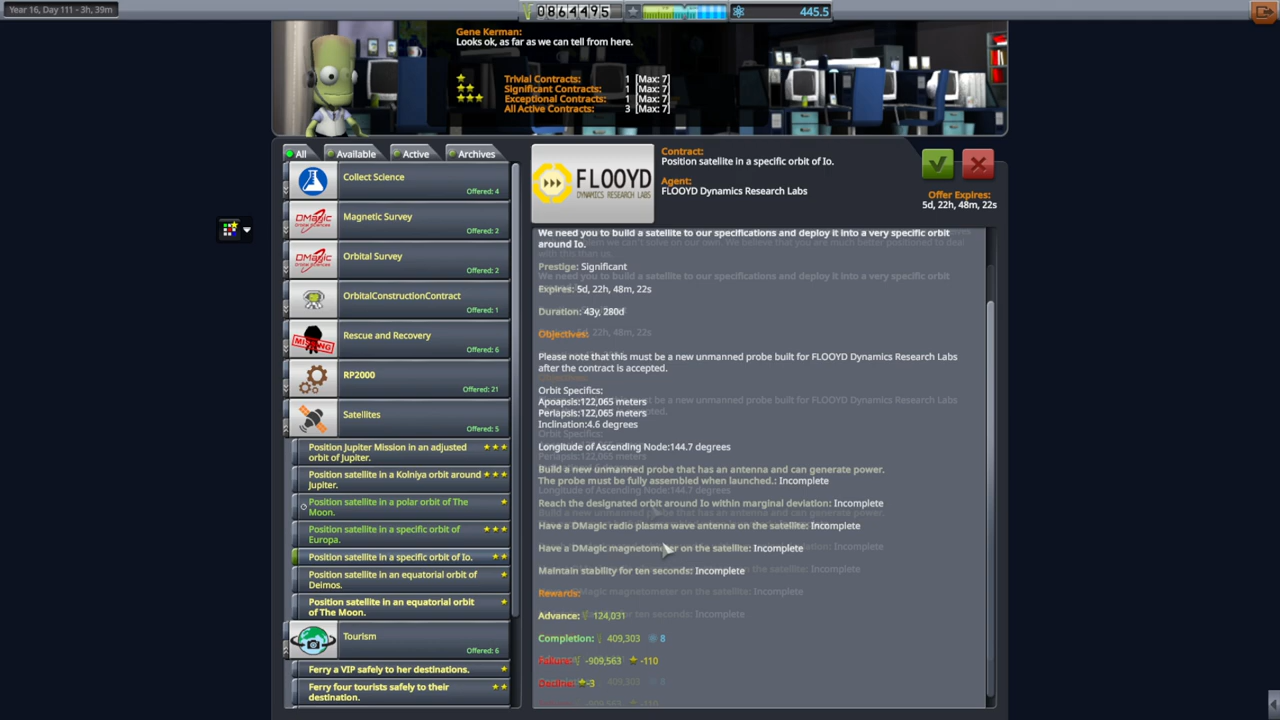 Year 16, Day 111 - 3h, 39m
0864495
445.5
Gene Kerman:
Looks ok, as far as we can tell from here.
Trivial Contracts: 1 [Max: 7]
Significant Contracts: 1 [Max: 7]
Exceptional Contracts: 1 [Max: 7]
All Active Contracts: 3 [Max: 7]
All
Available
Active
Archives
Collect Science
Offered: 4
Magnetic Survey
Offered: 2
Orbital Survey
Offered: 2
OrbitalConstructionContract
Offered: 1
Rescue and Recovery
Offered: 6
RP2000
Offered: 21
Satellites
Offered: 5
Position Jupiter Mission in an adjusted
orbit of Jupiter.
Position satellite in a Kolniya orbit around
Jupiter.
Position satellite in a polar orbit of The
Moon.
Position satellite in a specific orbit of
Europa.
Position satellite in a specific orbit of Io.
Position satellite in an equatorial orbit of
Deimos.
Position satellite in an equatorial orbit
of The Moon.
Tourism
Offered: 6
Ferry a VIP safely to her destinations.
Ferry four tourists safely to their
destination.
MISSING
DMagic
Orbital Sciences
DMagic
Orbital Sciences
FLOOYD
DYNAMICS RESEARCH LABS
Contract:
Position satellite in a specific orbit of Io.
Agent:
FLOOYD Dynamics Research Labs
Offer Expires:
5d, 22h, 48m, 22s
We need you to build a satellite to our specifications and deploy it into a very specific orbit
around Io.
Prestige: Significant
Expires: 5d, 22h, 48m, 22s
Duration: 43y, 280d
Objectives:
Please note that this must be a new unmanned probe built for FLOOYD Dynamics Research Labs
after the contract is accepted.
Orbit Specifics:
Apoapsis:122,065 meters
Periapsis:122,065 meters
Inclination:4.6 degrees
Longitude of Ascending Node:144.7 degrees
Build a new unmanned probe that has an antenna and can generate power.
The probe must be fully assembled when launched.: Incomplete
Reach the designated orbit around Io within marginal deviation: Incomplete
Have a DMagic radio plasma wave antenna on the satellite: Incomplete
Have a DMagic magnetometer on the satellite: Incomplete
Maintain stability for ten seconds: Incomplete
Rewards:
Advance: 124,031
Completion: 409,303 8
-909,563 -110
-3